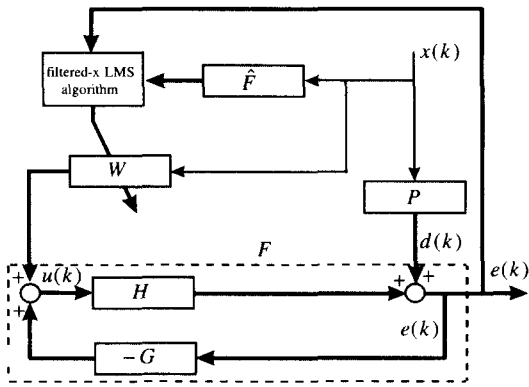 x(k)
filtered-x LMS
algorithm
F̂
W
P
d(k)
F
+
u(k)
+
H
+
+
e(k)
e(k)
−G